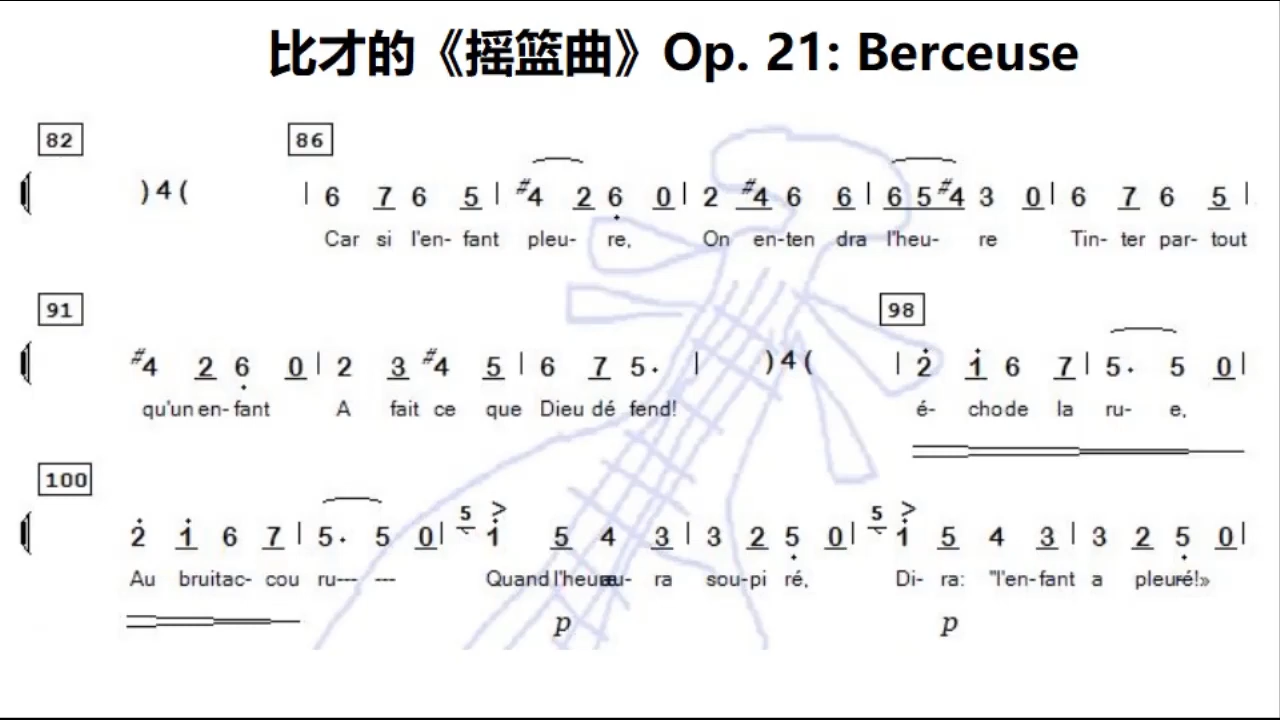 比才的《摇篮曲》Op. 21: Berceuse
82 86
)4( | 6 7 6 5 | #4 2 6 0 | 2 #4 6 6 | 6 5 #4 3 0 | 6 7 6 5 |
Car si l'en- fant pleu- re, On en-ten dra l'heu- re Tin- ter par- tout
91 98
#4 2 6 0 | 2 3 #4 5 | 6 7 5. | )4( | 2 1 6 7 | 5. 5 0 |
qu'un en- fant A fait ce que Dieu dé fend! é- chode la ru- e,
100
2 1 6 7 | 5. 5 0 | 5 > 1 5 4 3 | 3 2 5 0 | 5 > 1 5 4 3 | 3 2 5 0 |
Au bruitac- cou ru--- --- Quand l'heure ra sou-pi ré, Di- ra: "l'en-fant a pleuré!»
p p